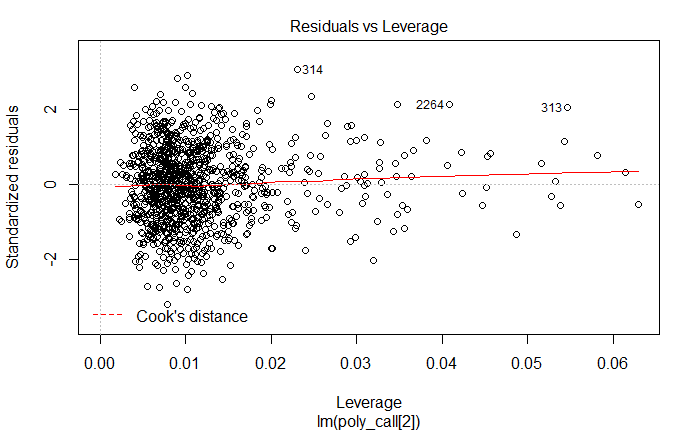 Residuals vs Leverage
Standardized residuals
2
0
-2
314
2264
313
Cook's distance
0.00 0.01 0.02 0.03 0.04 0.05 0.06
Leverage
lm(poly_call[2])